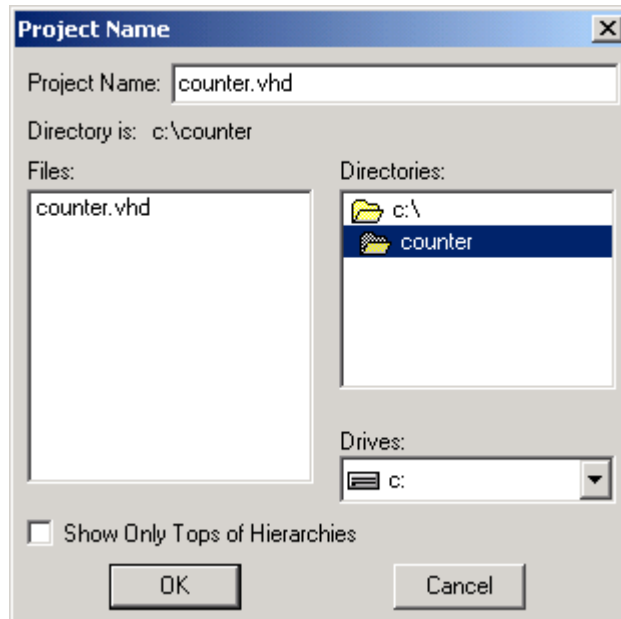 Project Name
Project Name: counter.vhd
Directory is: c:\counter
Files:
counter.vhd
Directories:
c:\
counter
Drives:
c:
Show Only Tops of Hierarchies
OK
Cancel